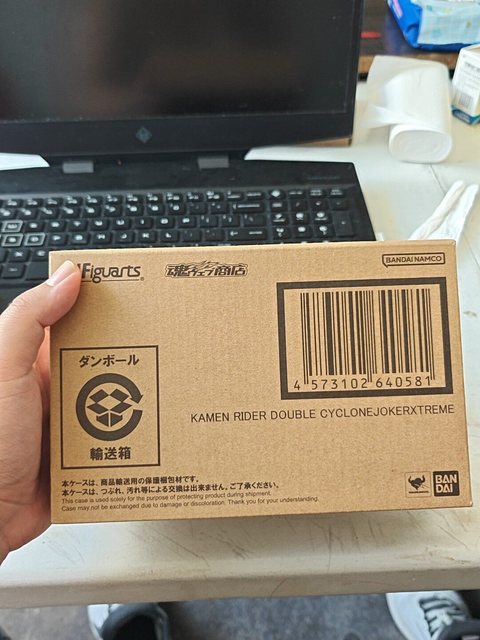 Figuarts
魂ウェブ商店
BANDAI NAMCO
4 573102 640581
ダンボール
輸送箱
KAMEN RIDER DOUBLE CYCLONEJOKERXTREME
本ケースは、商品輸送用の保護梱包材です。
本ケースは、つぶれ、汚れ等による交換は出来ません。ご了承ください。
This case is used solely for the purpose of protecting product during shipment.
Case may not be exchanged due to damage or discoloration. Thank you for your understanding.
BAN
DAI